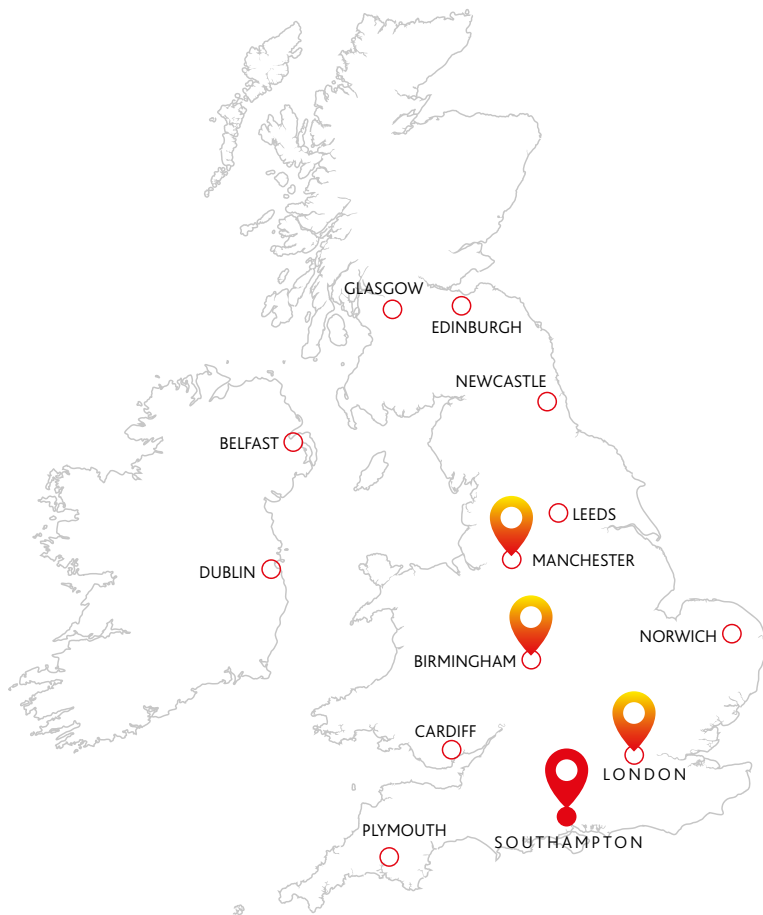 GLASGOW
EDINBURGH
NEWCASTLE
BELFAST
LEEDS
MANCHESTER
DUBLIN
NORWICH
BIRMINGHAM
CARDIFF
LONDON
PLYMOUTH
SOUTHAMPTON